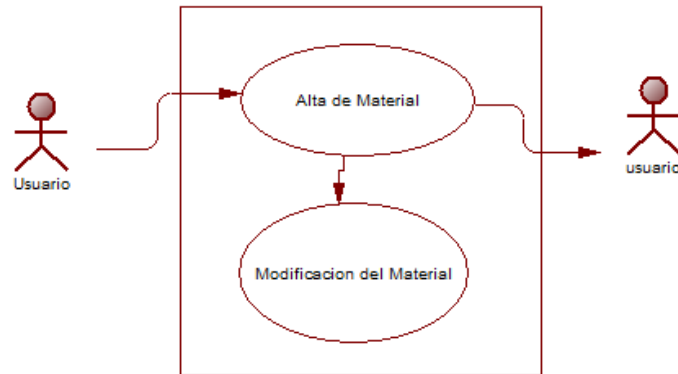 Alta de Material
Usuario
usuario
Modificacion del Material